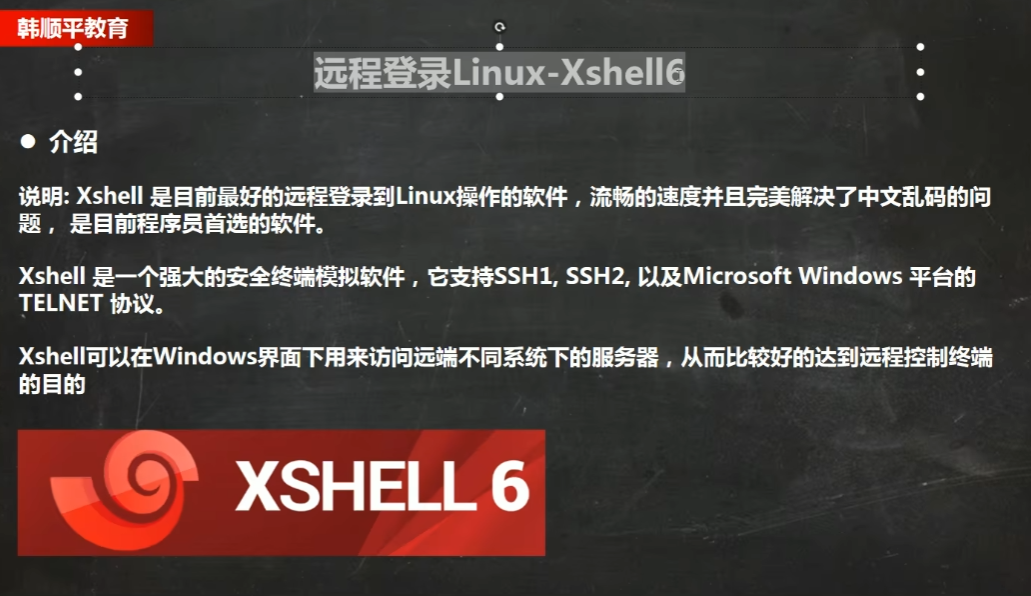 韩顺平教育
远程登录Linux-Xshell6
● 介绍
说明: Xshell 是目前最好的远程登录到Linux操作的软件，流畅的速度并且完美解决了中文乱码的问
题， 是目前程序员首选的软件。
Xshell 是一个强大的安全终端模拟软件，它支持SSH1, SSH2, 以及Microsoft Windows 平台的
TELNET 协议。
Xshell可以在Windows界面下用来访问远端不同系统下的服务器，从而比较好的达到远程控制终端
的目的
XSHELL 6